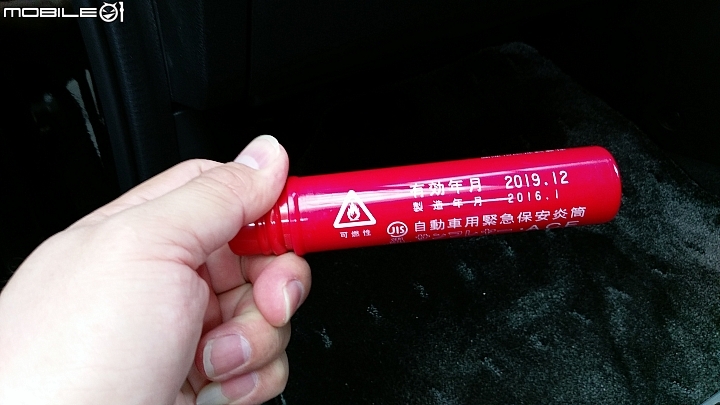 MOBILE01
有効年月 2019.12
製造年月 2016.1
可燃性
JIS
自動車用緊急保安炎筒